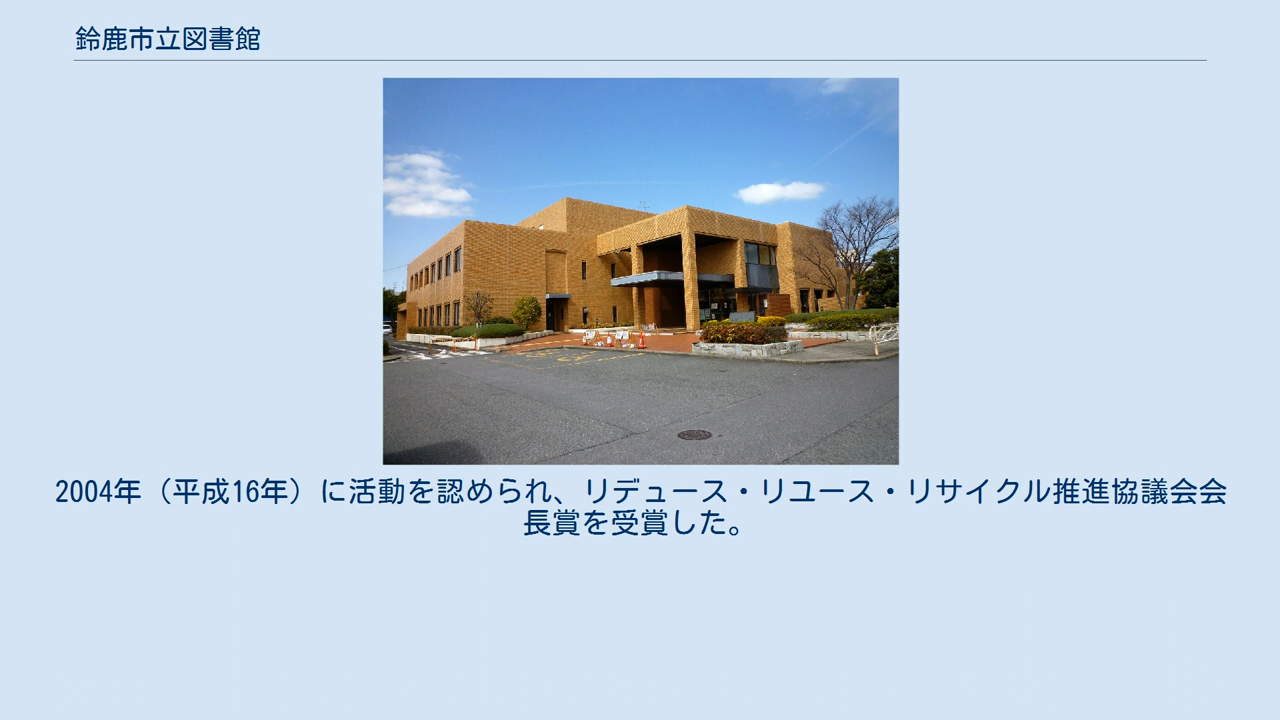 鈴鹿市立図書館
2004年（平成16年）に活動を認められ、リデュース・リユース・リサイクル推進協議会会
長賞を受賞した。